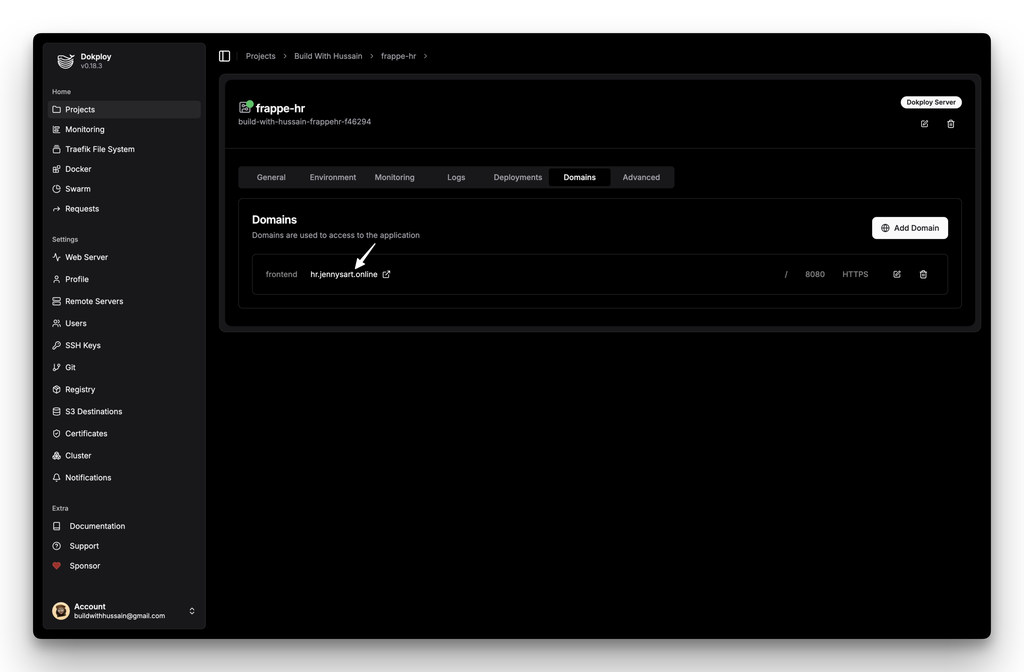 Dokploy
v0.18.3
Home
Projects
Monitoring
Traefik File System
Docker
Swarm
Requests
Settings
Web Server
Profile
Remote Servers
Users
SSH Keys
Git
Registry
S3 Destinations
Certificates
Cluster
Notifications
Extra
Documentation
Support
Sponsor
Account
buildwithhussain@gmail.com
Projects > Build With Hussain > frappe-hr >
frappe-hr
build-with-hussain-frappehr-f46294
Dokploy Server
General Environment Monitoring Logs Deployments Domains Advanced
Domains
Domains are used to access to the application
Add Domain
frontend hr.jennysart.online / 8080 HTTPS